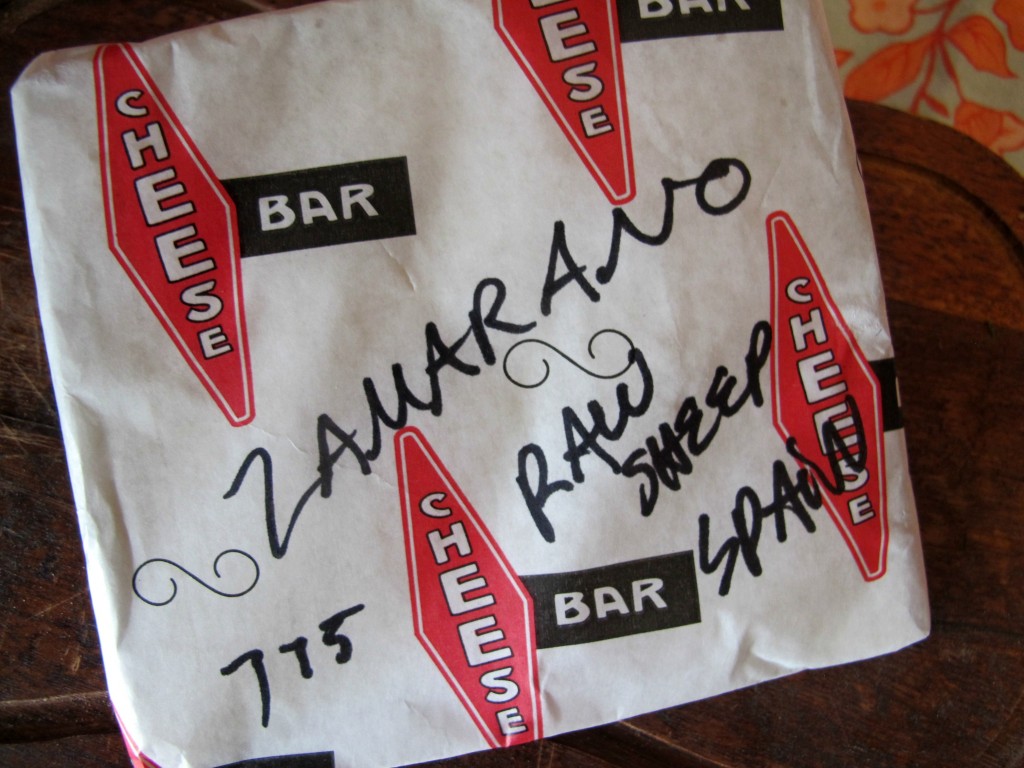 CHEESE BAR
CHEESE BAR
CHEESE
CHEESE BAR
ZAMARANO
RAW
SHEEP
SPAIN
775